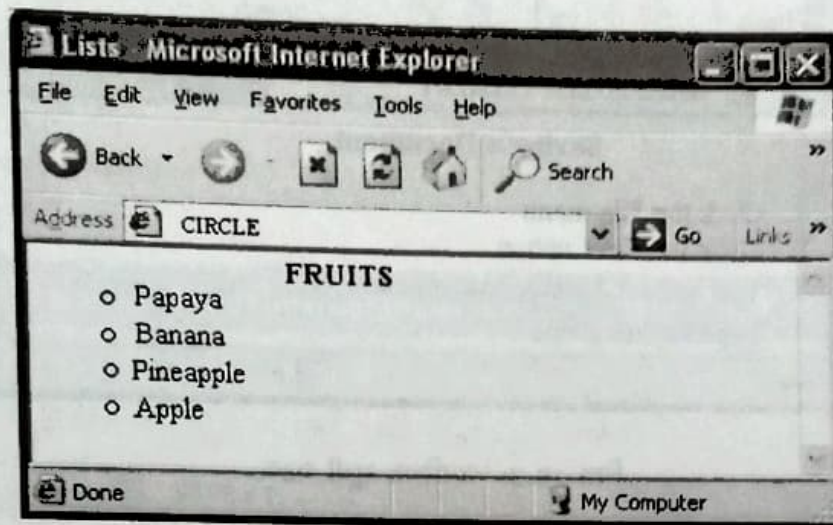 Lists Microsoft Internet Explorer
File Edit View Favorites Tools Help
Back Search »
Address CIRCLE Go Links »
FRUITS
Papaya
Banana
Pineapple
Apple
Done My Computer